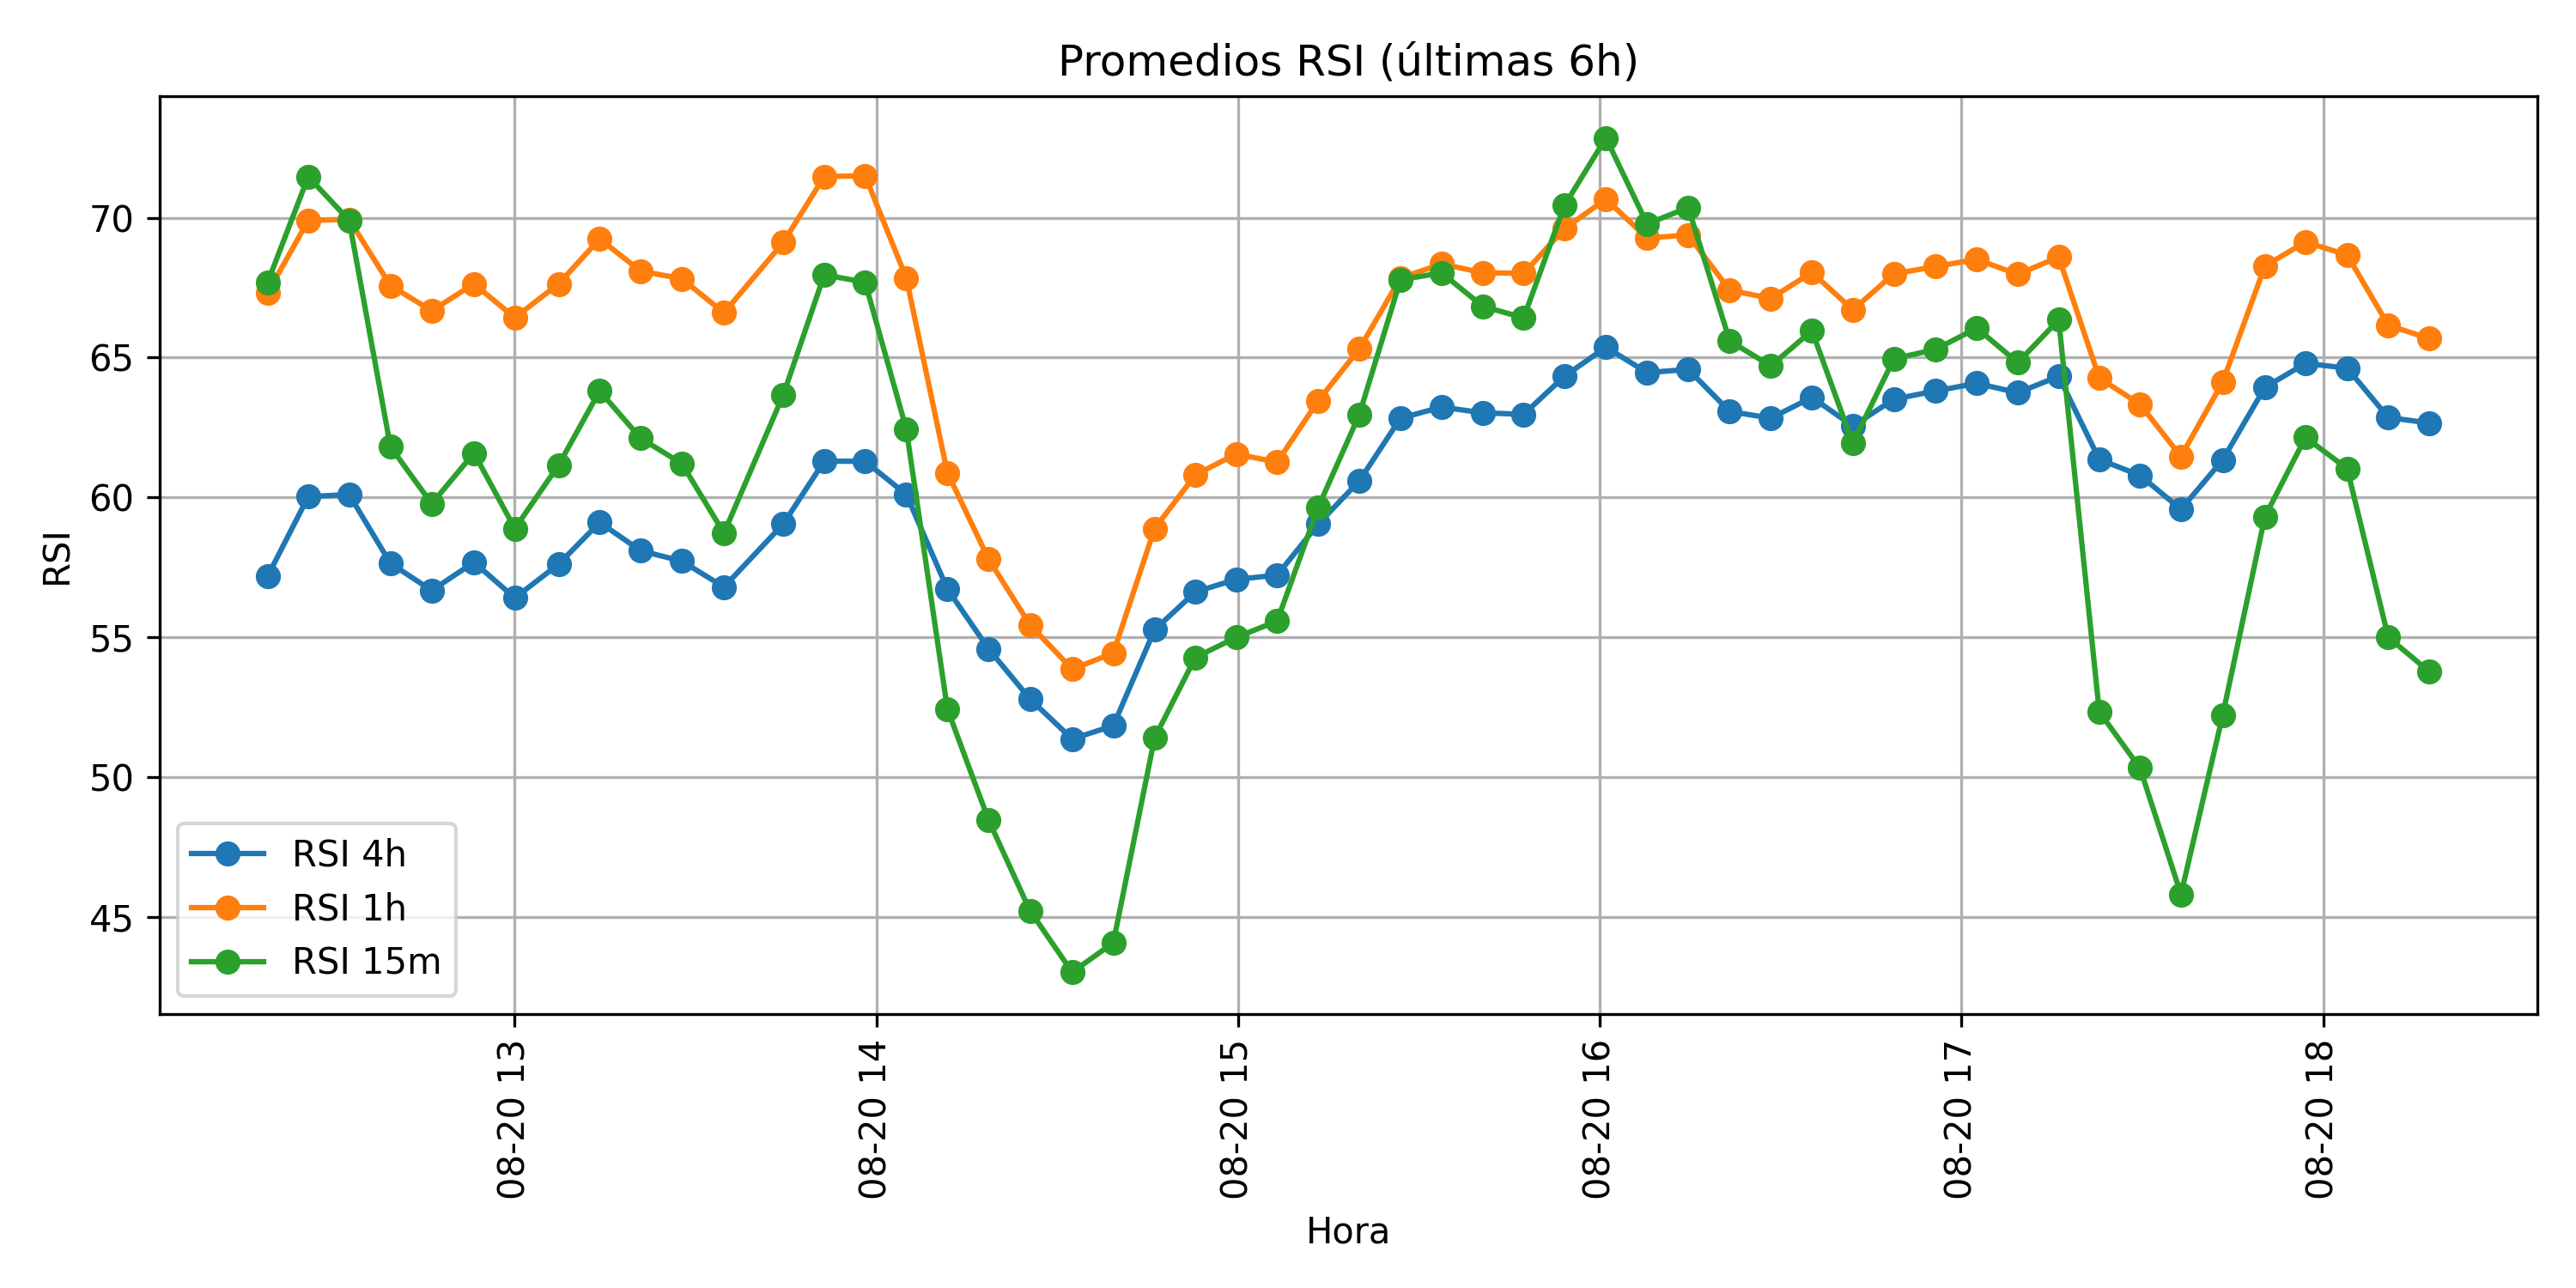 Promedios RSI (últimas 6h)
RSI
70
65
60
55
50
45
RSI 4h
RSI 1h
RSI 15m
08-20 13
08-20 14
08-20 15
08-20 16
08-20 17
08-20 18
Hora